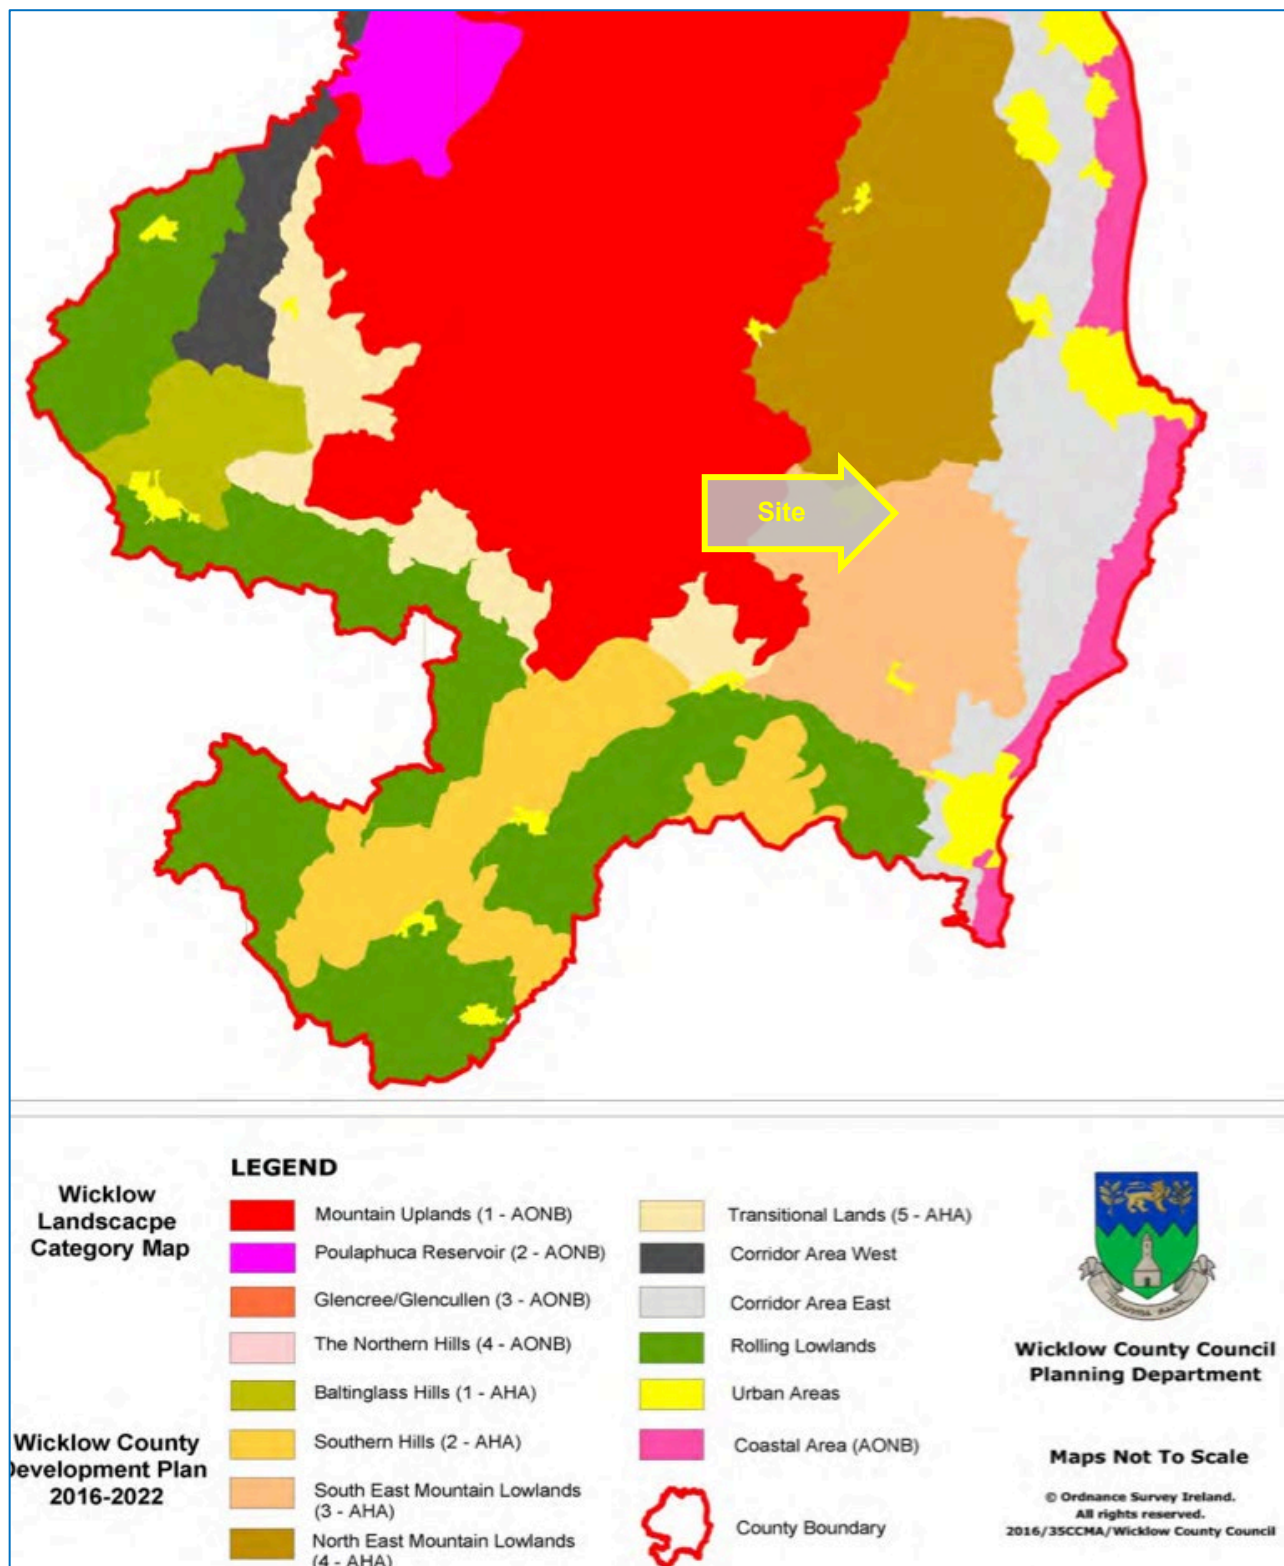 Site
Wicklow
Landscacpe
Category Map
Wicklow County
Development Plan
2016-2022
LEGEND
Mountain Uplands (1 - AONB)
Poulaphuca Reservoir (2 - AONB)
Glencree/Glencullen (3 - AONB)
The Northern Hills (4 - AONB)
Baltinglass Hills (1 - AHA)
Southern Hills (2 - AHA)
South East Mountain Lowlands
(3 - AHA)
North East Mountain Lowlands
(4 - AHA)
Transitional Lands (5 - AHA)
Corridor Area West
Corridor Area East
Rolling Lowlands
Urban Areas
Coastal Area (AONB)
County Boundary
Wicklow County Council
Planning Department
Maps Not To Scale
© Ordnance Survey Ireland.
All rights reserved.
2016/35CCMA/Wicklow County Council